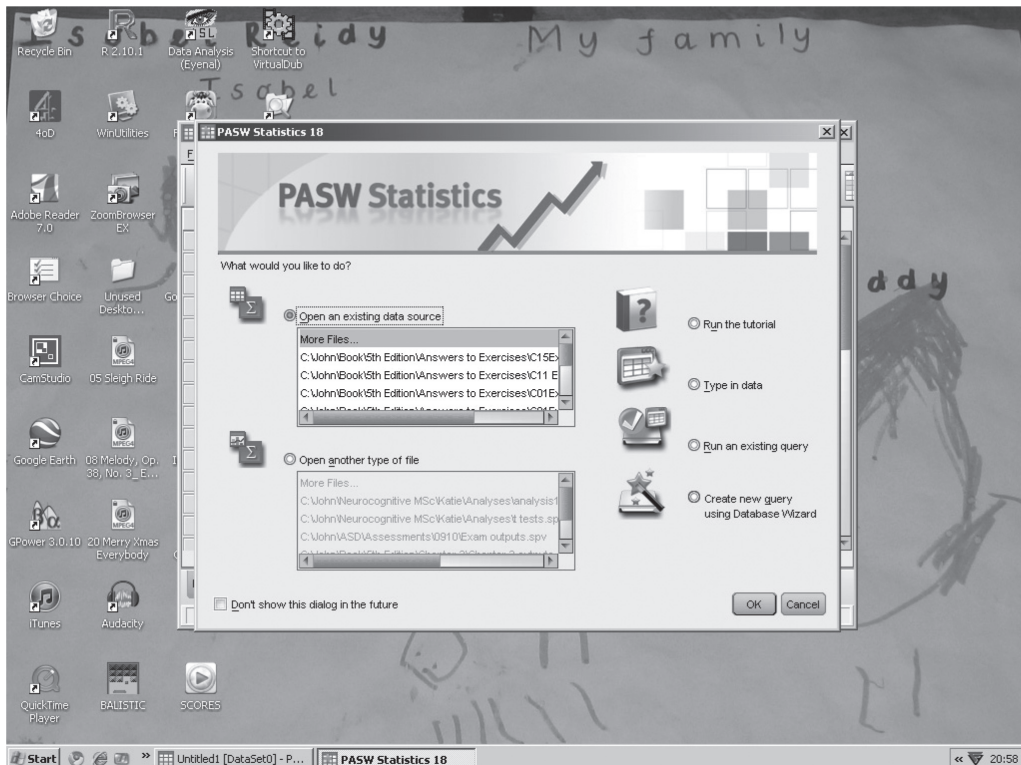 Isabel Reidy
My family
Isabel
Recycle Bin
R 2.10.1
Data Analysis
(Eyenal)
Shortcut to
VirtualDub
4oD
WinUtilities
Adobe Reader
7.0
ZoomBrowser
EX
Browser Choice
Unused
Deskto...
CamStudio
05 Sleigh Ride
Google Earth
08 Melody, Op.
38, No. 3_ E...
GPower 3.0.10
20 Merry Xmas
Everybody
iTunes
Audacity
QuickTime
Player
BALISTIC
SCORES
PASW Statistics 18
PASW Statistics
What would you like to do?
Open an existing data source
More Files...
C:\John\Book\5th Edition\Answers to Exercises\C15Ex
C:\John\Book\5th Edition\Answers to Exercises\C11 E
C:\John\Book\5th Edition\Answers to Exercises\C01Ex
Open another type of file
More Files...
C:\John\Neurocognitive MSc\Katie\Analyses\analysis1
C:\John\Neurocognitive MSc\Katie\Analyses\t tests.sp
C:\John\ASD\Assessments\0910\Exam outputs.spv
Run the tutorial
Type in data
Run an existing query
Create new query
using Database Wizard
Don't show this dialog in the future
OK
Cancel
ddy
Start
»
Untitled1 [DataSet0] - P...
PASW Statistics 18
«
20:58